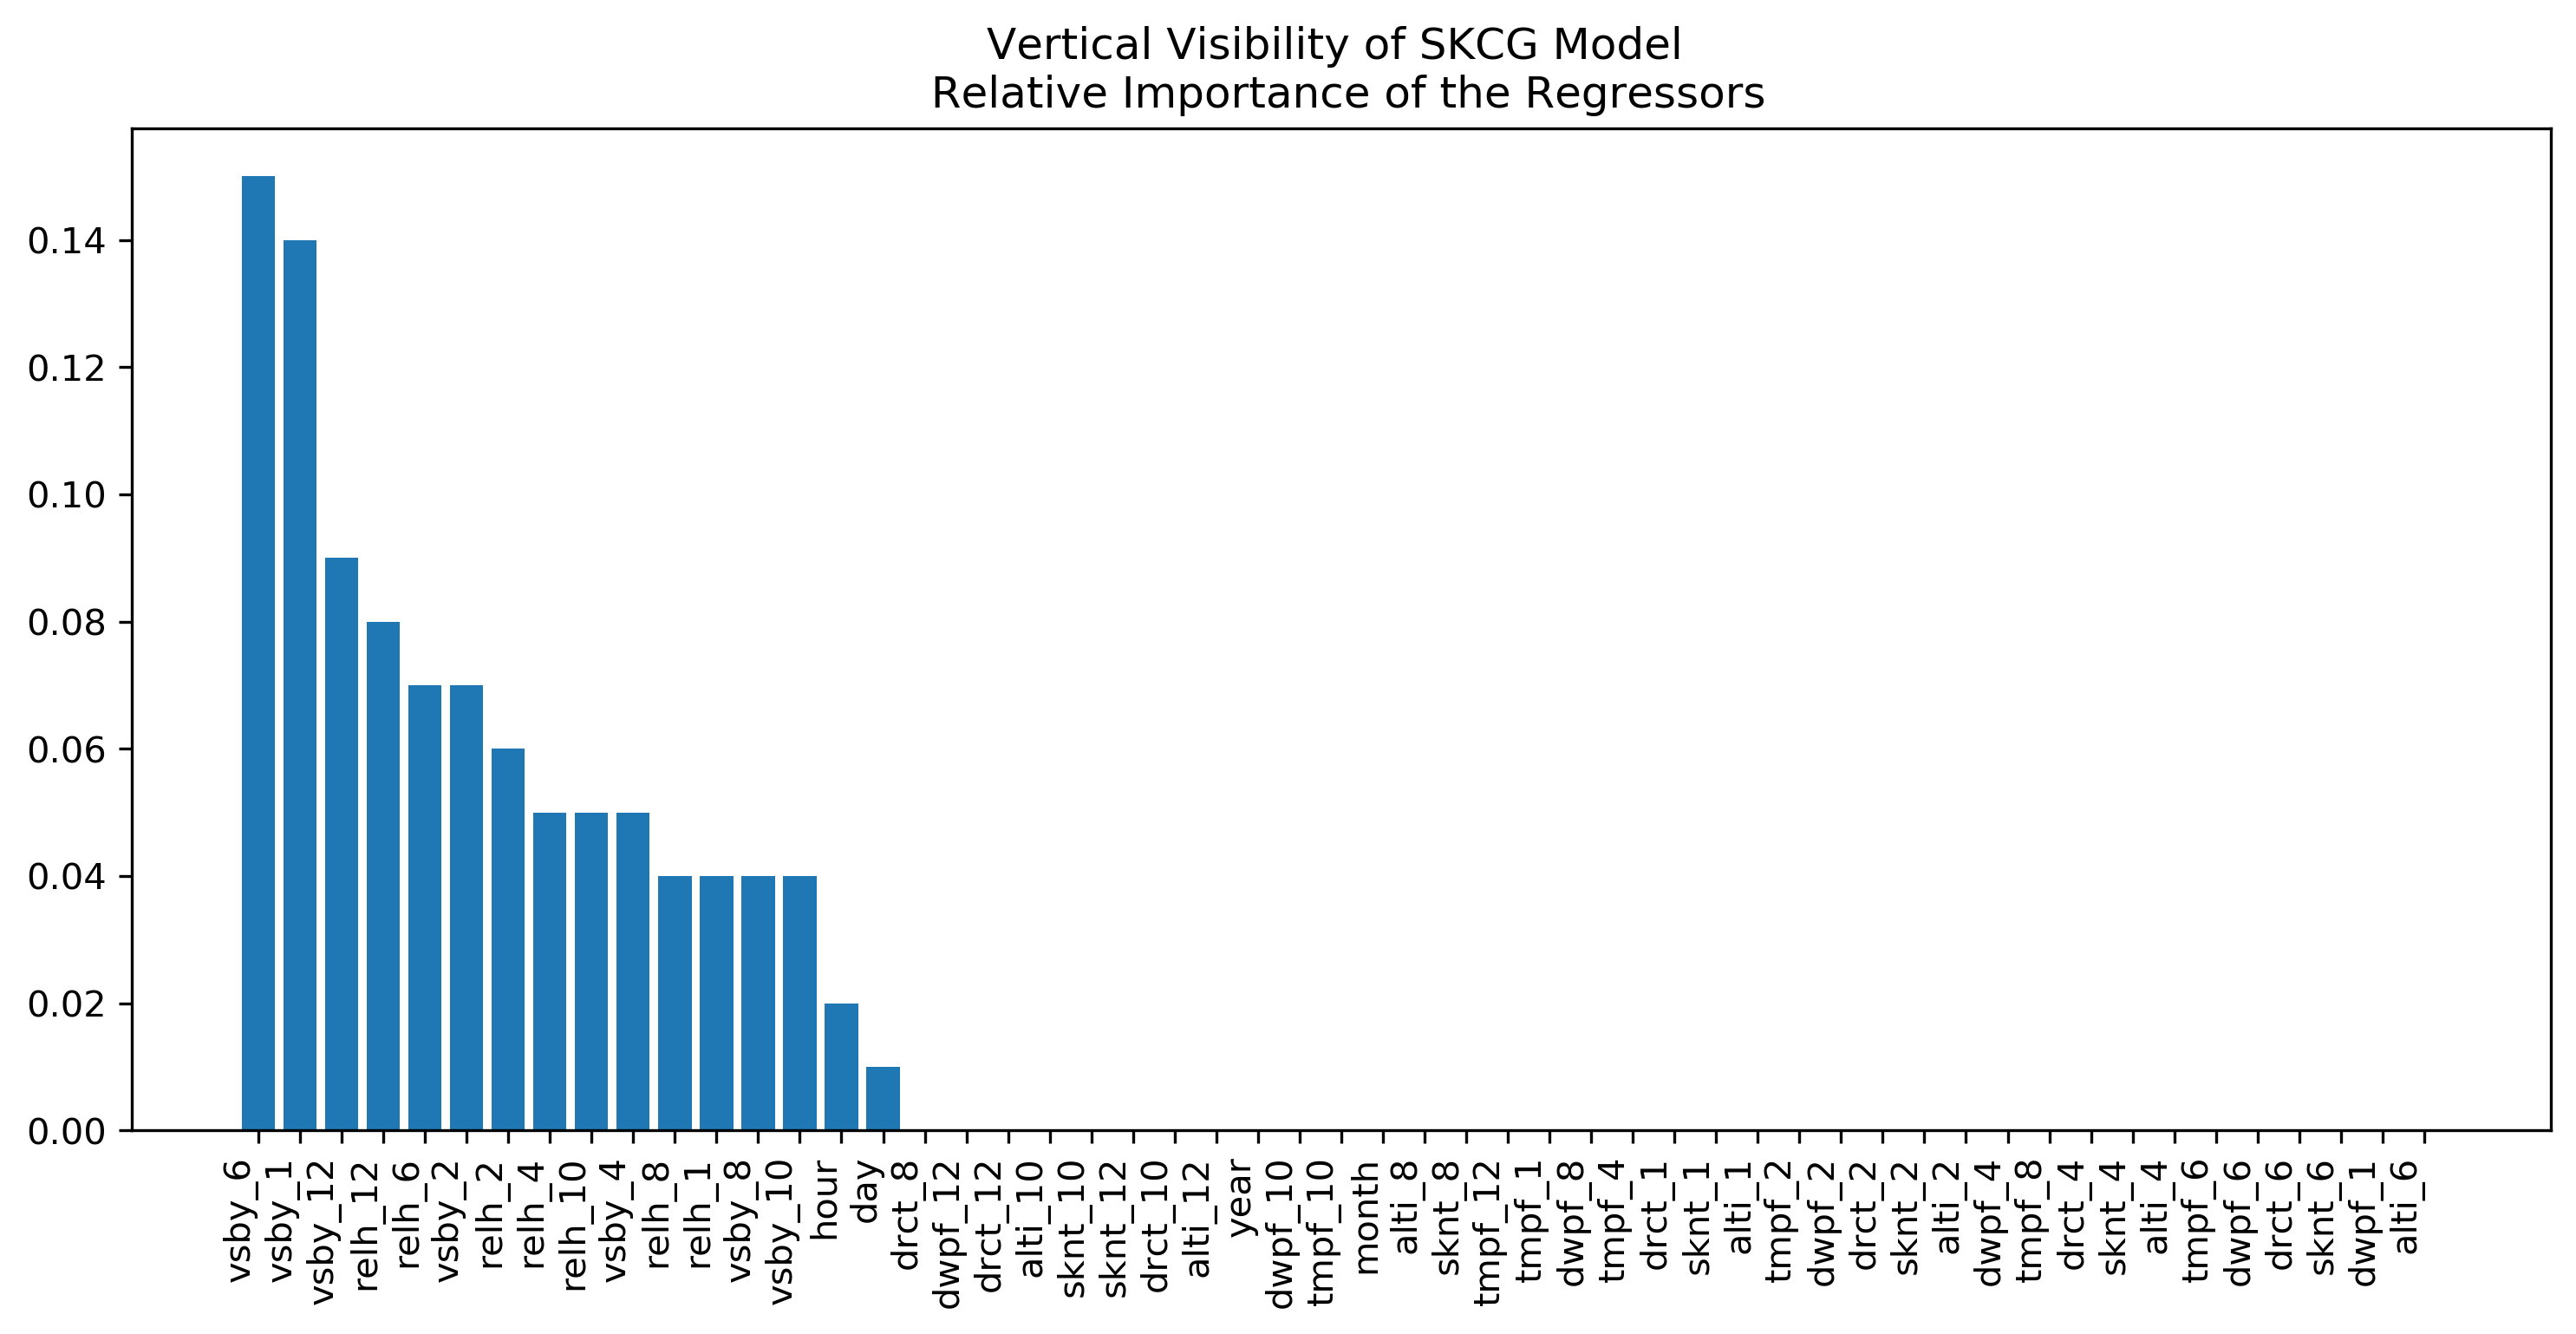 Vertical Visibility of SKCG Model
Relative Importance of the Regressors
0.14
0.12
0.10
0.08
0.06
0.04
0.02
0.00
vsby_6
vsby_1
vsby_12
relh_12
relh_6
vsby_2
relh_2
relh_4
relh_10
vsby_4
relh_8
relh_1
vsby_8
vsby_10
hour
day
drct_8
dwpf_12
drct_12
alti_10
sknt_10
sknt_12
drct_10
alti_12
year
dwpf_10
tmpf_10
month
alti_8
sknt_8
tmpf_12
tmpf_1
dwpf_8
tmpf_4
drct_1
sknt_1
alti_1
tmpf_2
dwpf_2
drct_2
sknt_2
alti_2
dwpf_4
tmpf_8
drct_4
sknt_4
alti_4
tmpf_6
dwpf_6
drct_6
sknt_6
dwpf_1
alti_6